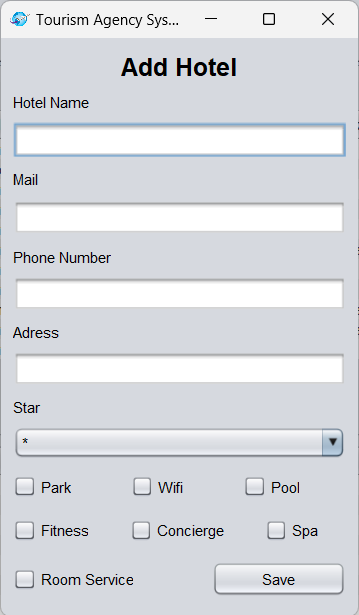 Tourism Agency Sys...
Add Hotel
Hotel Name
Mail
Phone Number
Adress
Star
*
Park Wifi Pool
Fitness Concierge Spa
Room Service Save